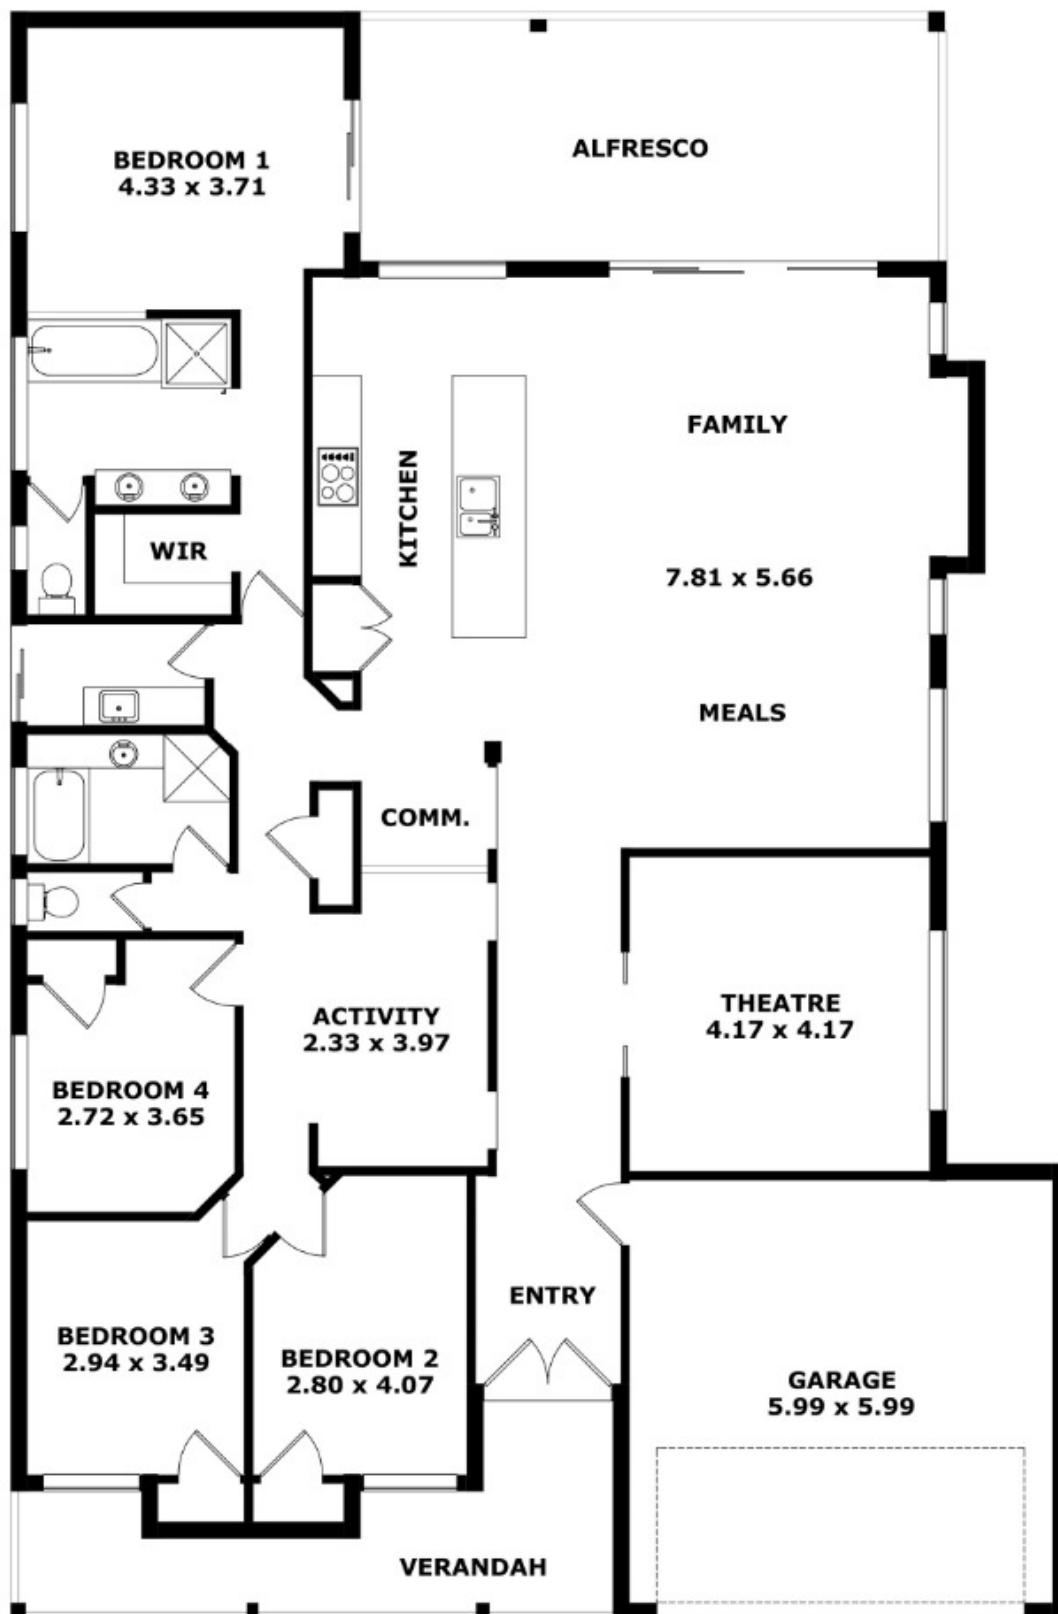 BEDROOM 1
4.33 x 3.71
ALFRESCO
FAMILY
KITCHEN
WIR
7.81 x 5.66
MEALS
COMM.
ACTIVITY
2.33 x 3.97
THEATRE
4.17 x 4.17
BEDROOM 4
2.72 x 3.65
ENTRY
BEDROOM 3
2.94 x 3.49
BEDROOM 2
2.80 x 4.07
GARAGE
5.99 x 5.99
VERANDAH